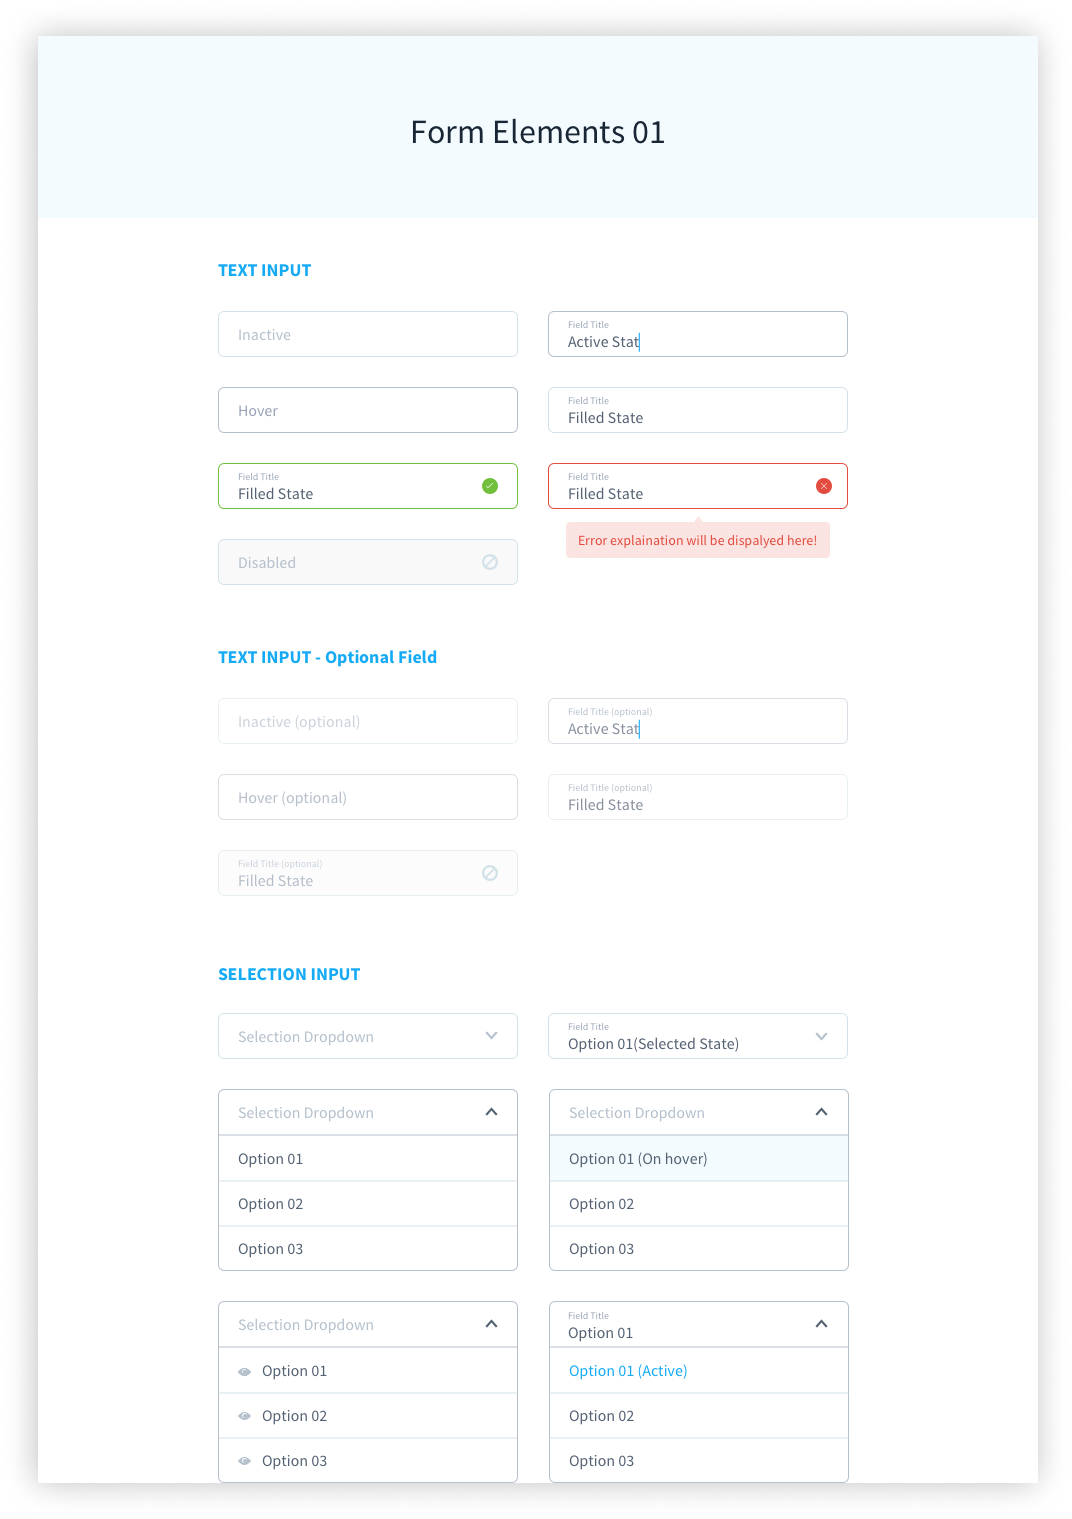 Form Elements 01
TEXT INPUT
Inactive
Field Title
Active Stat
Hover
Field Title
Filled State
Field Title
Filled State
Field Title
Filled State
Error explaination will be dispalyed here!
Disabled
TEXT INPUT - Optional Field
Inactive (optional)
Field Title (optional)
Active Stat
Hover (optional)
Field Title (optional)
Filled State
Field Title (optional)
Filled State
SELECTION INPUT
Selection Dropdown
Field Title
Option 01(Selected State)
Selection Dropdown
Option 01
Option 02
Option 03
Selection Dropdown
Option 01 (On hover)
Option 02
Option 03
Selection Dropdown
Option 01
Option 02
Option 03
Field Title
Option 01
Option 01 (Active)
Option 02
Option 03